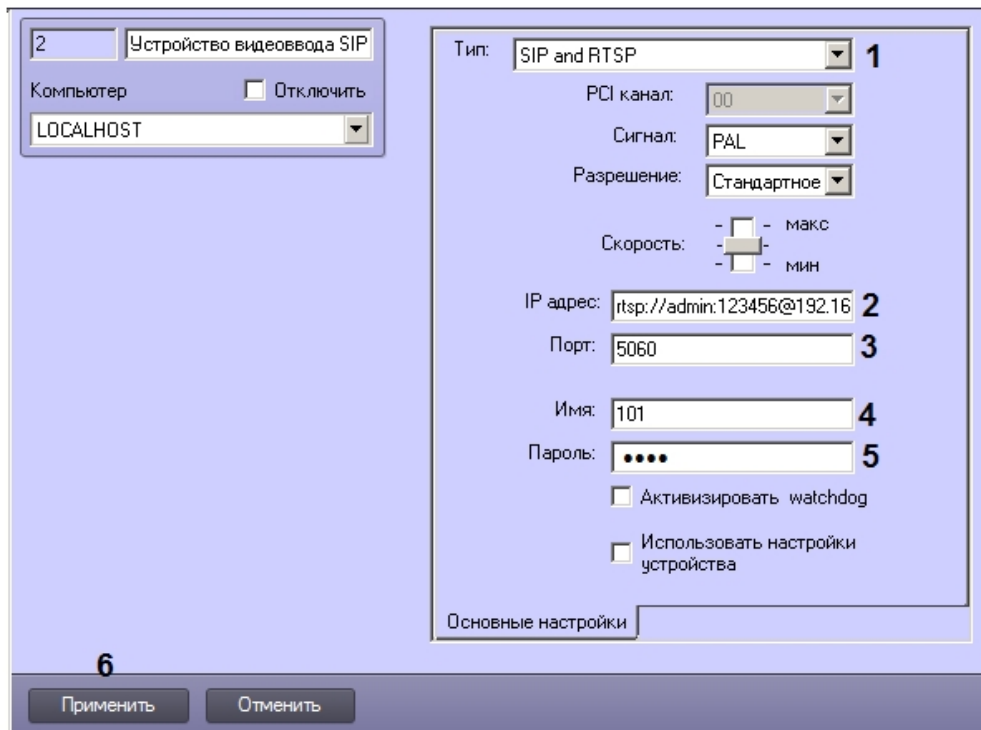 2 Устройство видеоввода SIP
Компьютер Отключить
LOCALHOST
Тип: SIP and RTSP 1
PCI канал: 00
Сигнал: PAL
Разрешение: Стандартное
Скорость: - - макс
- -
- - мин
IP адрес: rtsp://admin:123456@192.16 2
Порт: 5060 3
Имя: 101 4
Пароль: •••• 5
Активизировать watchdog
Использовать настройки
устройства
Основные настройки
6
Применить Отменить